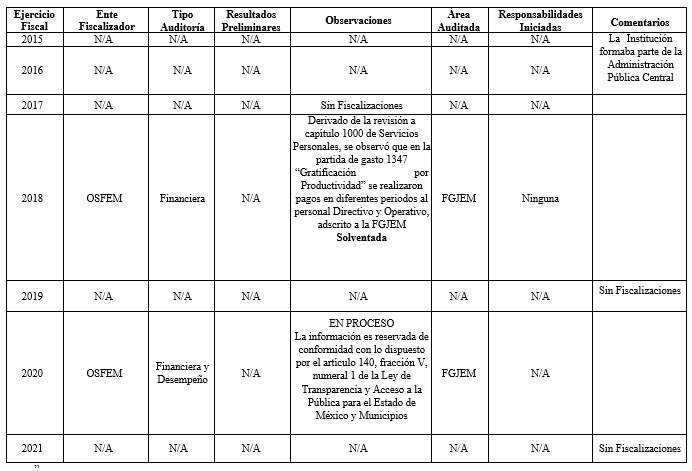 Ejercicio Fiscal Ente Fiscalizador Tipo Auditoría Resultados Preliminares Observaciones Área Auditada Responsabilidades Iniciadas Comentarios
2015 N/A N/A N/A N/A N/A N/A La Institución
formaba parte de la
Administración
Pública Central
2016 N/A N/A N/A N/A N/A N/A
2017 N/A N/A N/A Sin Fiscalizaciones N/A N/A
Derivado de la revisión a
capítulo 1000 de Servicios
Personales, se observó que en la
partida de gasto 1347
“Gratificación por
2018 OSFEM Financiera N/A Productividad” se realizaron FGJEM Ninguna
pagos en diferentes periodos al
personal Directivo y Operativo,
adscrito a la FGJEM
Solventada
2019 N/A N/A N/A N/A N/A N/A Sin Fiscalizaciones
EN PROCESO
La información es reservada de
conformidad con lo dispuesto
por el artículo 140, fracción V,
2020 OSFEM Financiera y Desempeño N/A numeral 1 de la Ley de FGJEM N/A
Transparencia y Acceso a la
Pública para el Estado de
México y Municipios
2021 N/A N/A N/A N/A N/A N/A Sin Fiscalizaciones
”